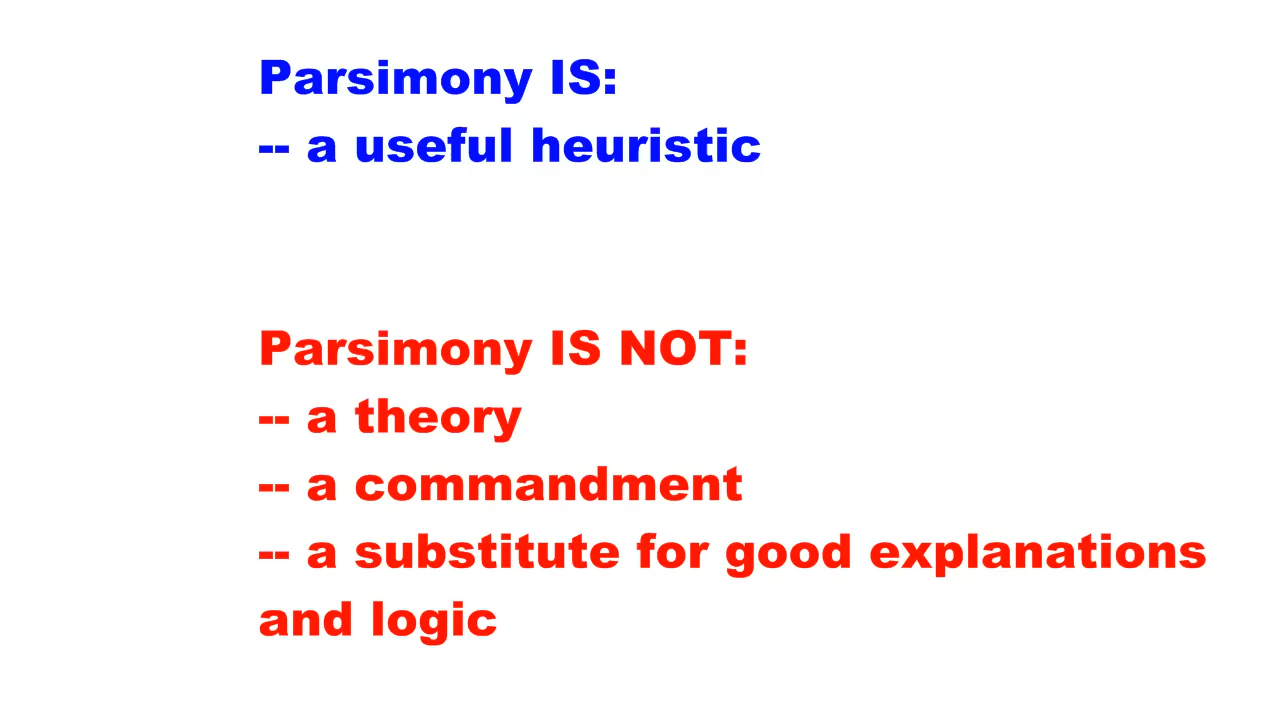 Parsimony IS:
-- a useful heuristic
Parsimony IS NOT:
-- a theory
-- a commandment
-- a substitute for good explanations
and logic